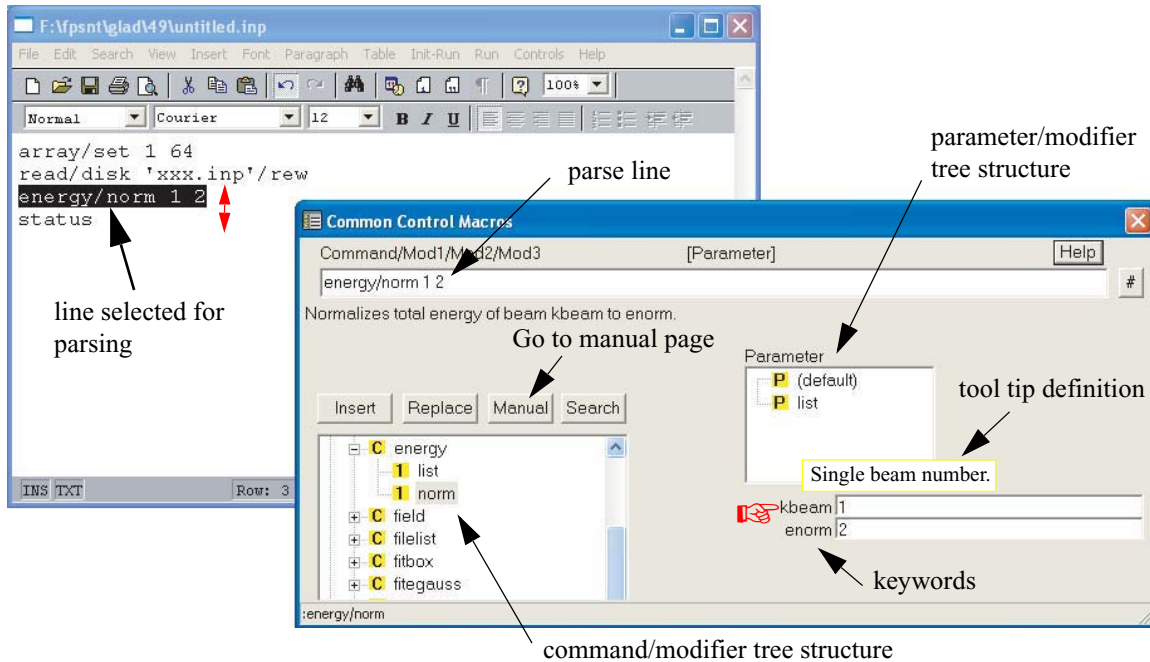 F:\fpsnt\glad\49\untitled.inp
File Edit Search View Insert Font Paragraph Table Init-Run Run Controls Help
100%
Normal Courier 12 B I U
array/set 1 64
read/disk 'xxx.inp'/rew
energy/norm 1 2
status
line selected for
parsing
INS TXT Row: 3
parse line
parameter/modifier
tree structure
Common Control Macros
Command/Mod1/Mod2/Mod3 [Parameter] Help
energy/norm 1 2 #
Normalizes total energy of beam kbeam to enorm.
Go to manual page
Parameter
P (default)
P list
tool tip definition
Insert Replace Manual Search
C energy
1 list
1 norm
C field
C filelist
C fitbox
C fitegauss
Single beam number.
kbeam 1
enorm 2
keywords
:energy/norm
command/modifier tree structure